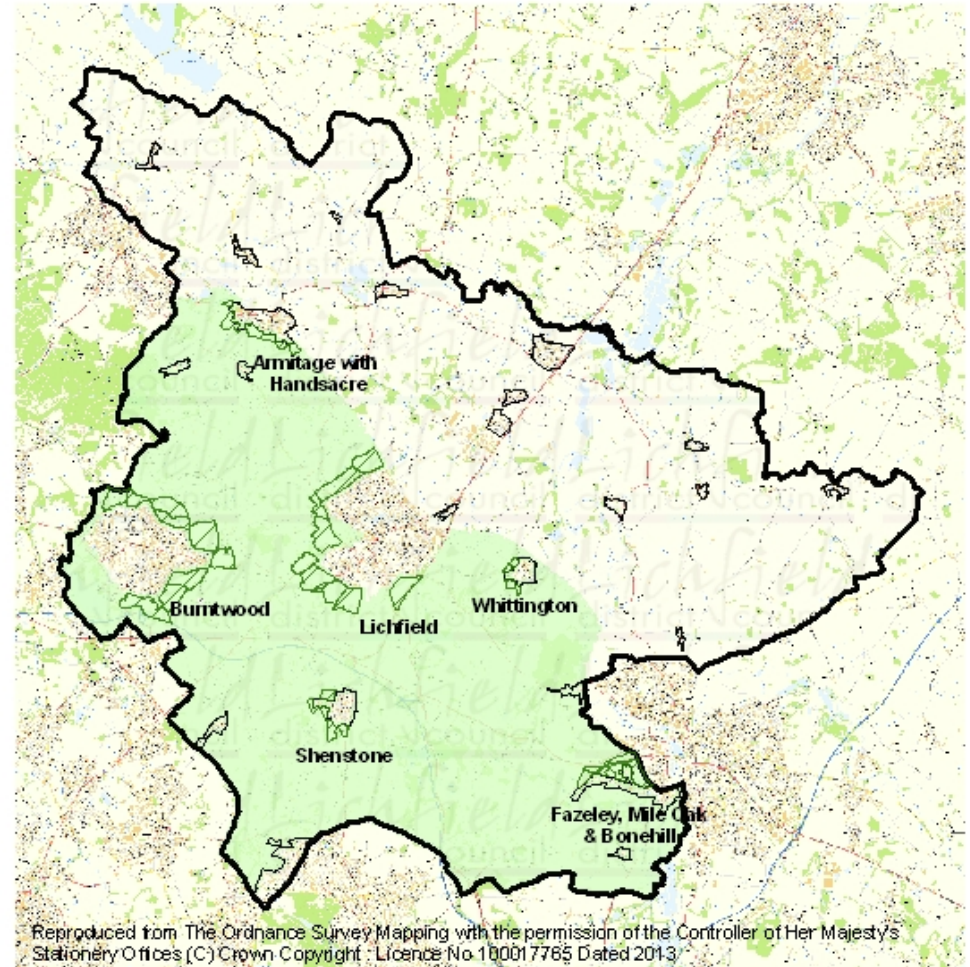 Armitage with
Handsacre
Burntwood
Lichfield
Whittington
Shenstone
Fazeley, Mile Oak
& Bonehill
Reproduced from The Ordnance Survey Mapping with the permission of the Controller of Her Majesty's
Stationery Offices (C) Crown Copyright : Licence No 100017765 Dated 2013